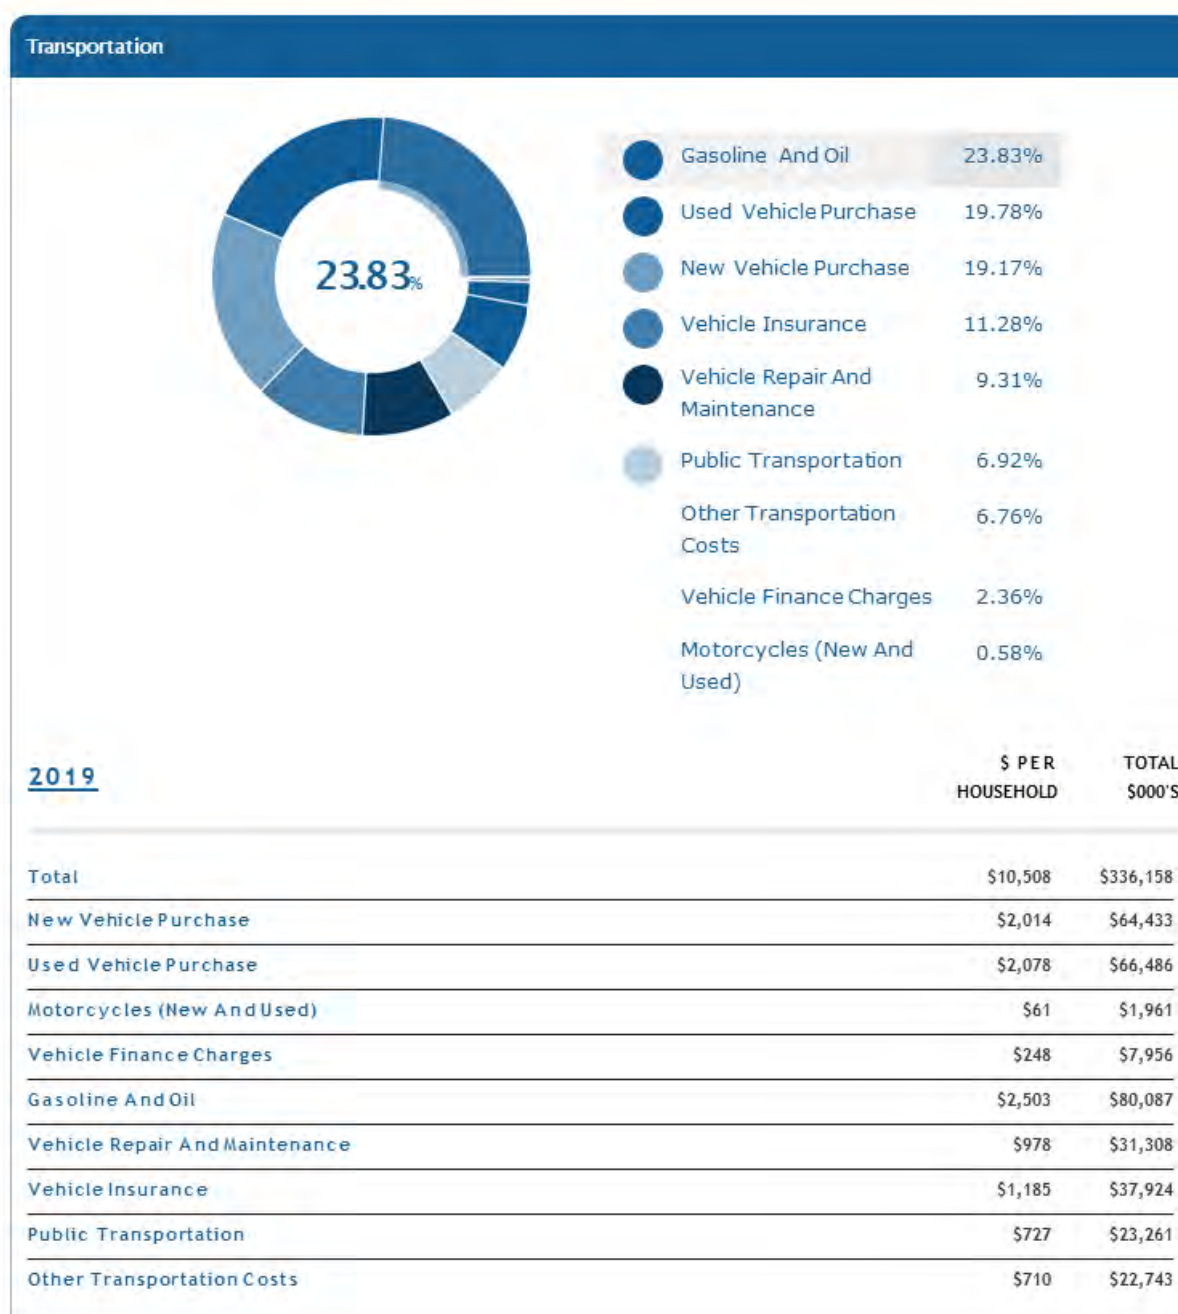 Transportation
23.83%
Gasoline And Oil 23.83%
Used Vehicle Purchase 19.78%
New Vehicle Purchase 19.17%
Vehicle Insurance 11.28%
Vehicle Repair And
Maintenance 9.31%
Public Transportation 6.92%
Other Transportation
Costs 6.76%
Vehicle Finance Charges 2.36%
Motorcycles (New And
Used) 0.58%
2019
$ PER
HOUSEHOLD
TOTAL
$000'S
Total $10,508 $336,158
New Vehicle Purchase $2,014 $64,433
Used Vehicle Purchase $2,078 $66,486
Motorcycles (New And Used) $61 $1,961
Vehicle Finance Charges $248 $7,956
Gasoline And Oil $2,503 $80,087
Vehicle Repair And Maintenance $978 $31,308
Vehicle Insurance $1,185 $37,924
Public Transportation $727 $23,261
Other Transportation Costs $710 $22,743